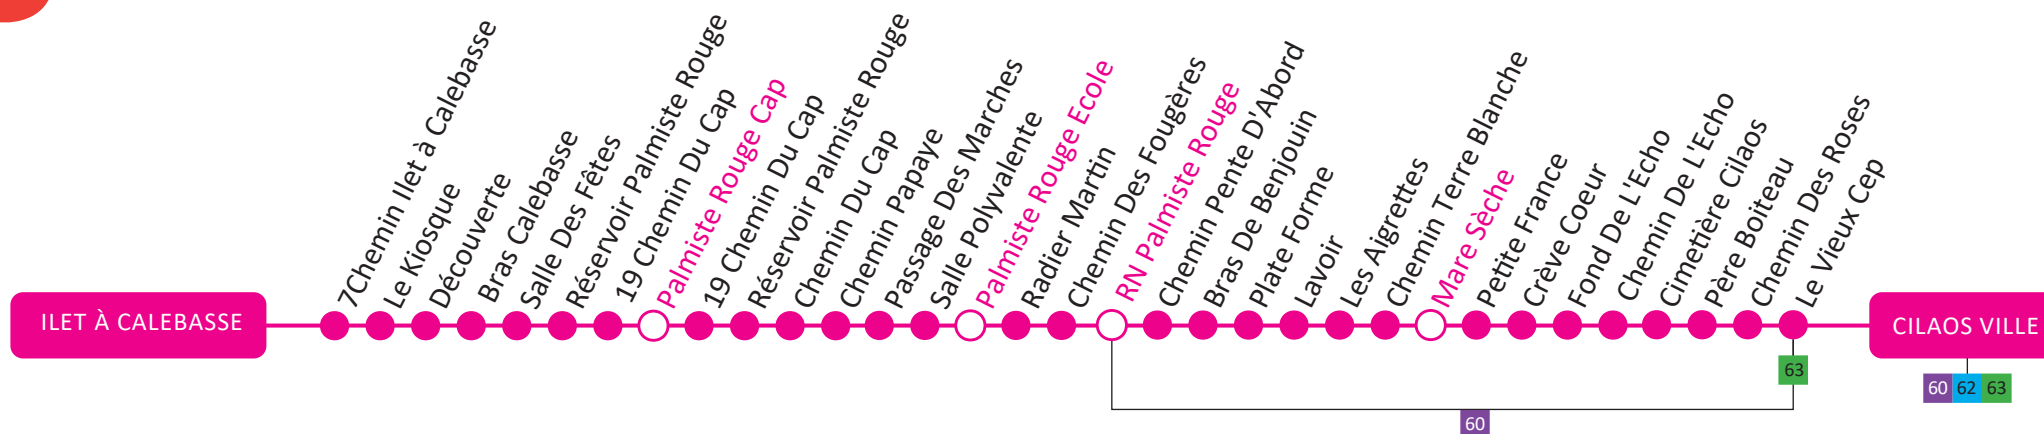 ILET À CALEBASSE
7Chemin Ilet à Calebasse
Le Kiosque
Découverte
Bras Calebasse
Salle Des Fêtes
Réservoir Palmiste Rouge
19 Chemin Du Cap
Palmiste Rouge Cap
19 Chemin Du Cap
Réservoir Palmiste Rouge
Chemin Du Cap
Chemin Papaye
Passage Des Marches
Salle Polyvalente
Palmiste Rouge Ecole
Radier Martin
Chemin Des Fougères
RN Palmiste Rouge
Chemin Pente D'Abord
Bras De Benjouin
Plate Forme
Lavoir
Les Aigrettes
Chemin Terre Blanche
Mare Sèche
Petite France
Crève Coeur
Fond De L'Echo
Chemin De L'Echo
Cimetière Cilaos
Père Boiteau
Chemin Des Roses
Le Vieux Cep
CILAOS VILLE
63
60 62 63
60